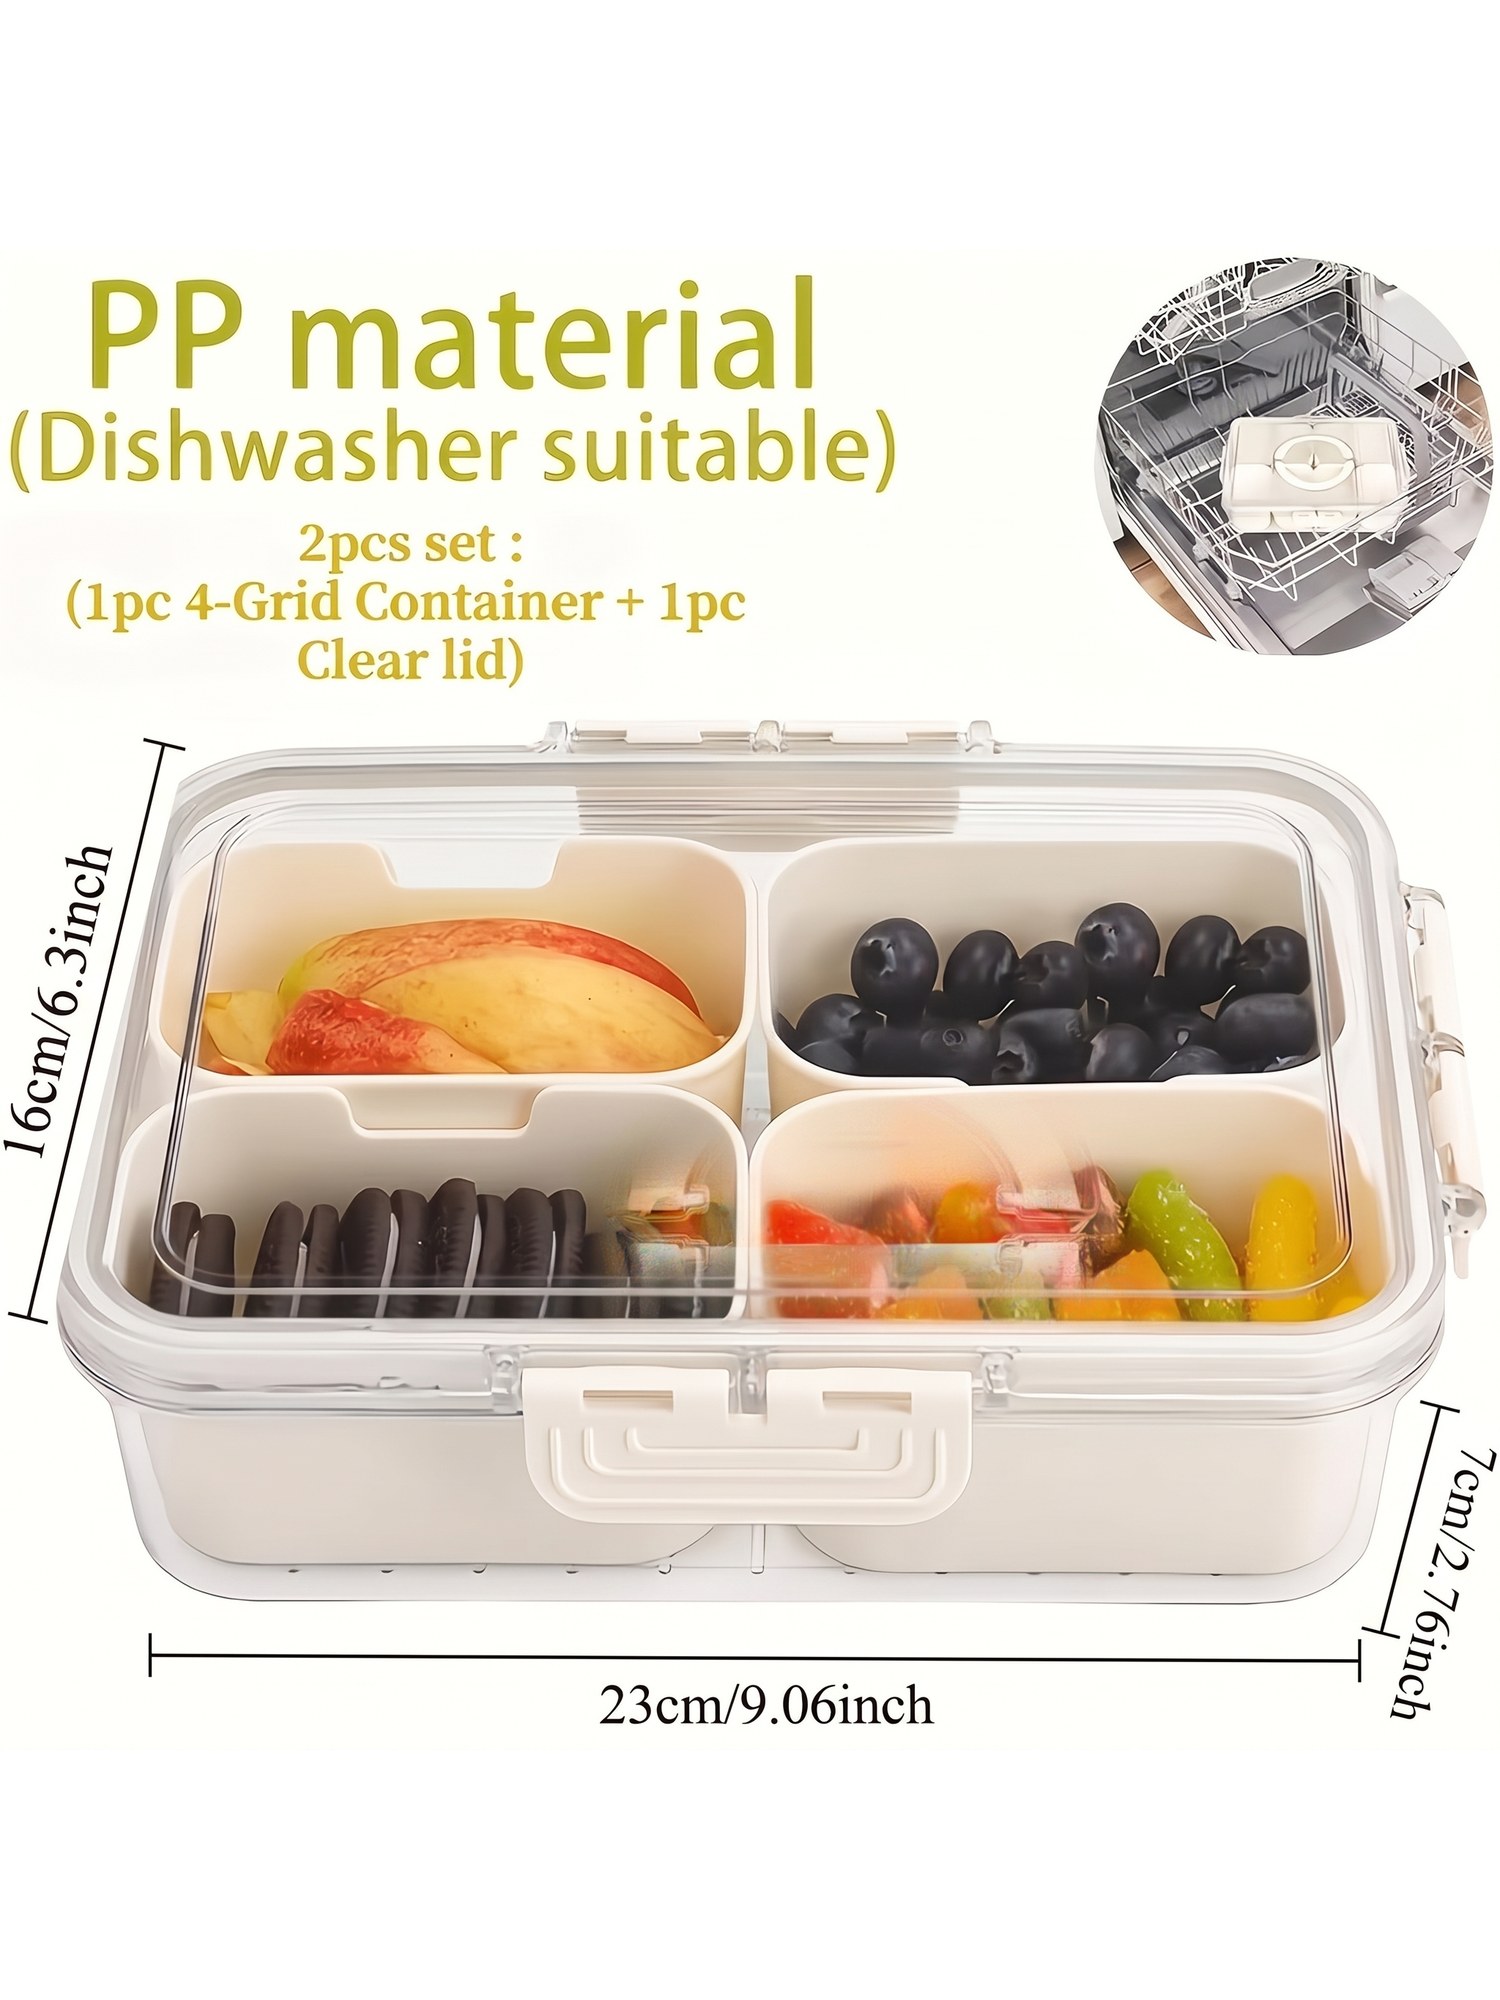 PP material
(Dishwasher suitable)
2pcs set :
(1pc 4-Grid Container + 1pc
Clear lid)
16cm/6.3inch
7cm/2.76inch
23cm/9.06inch